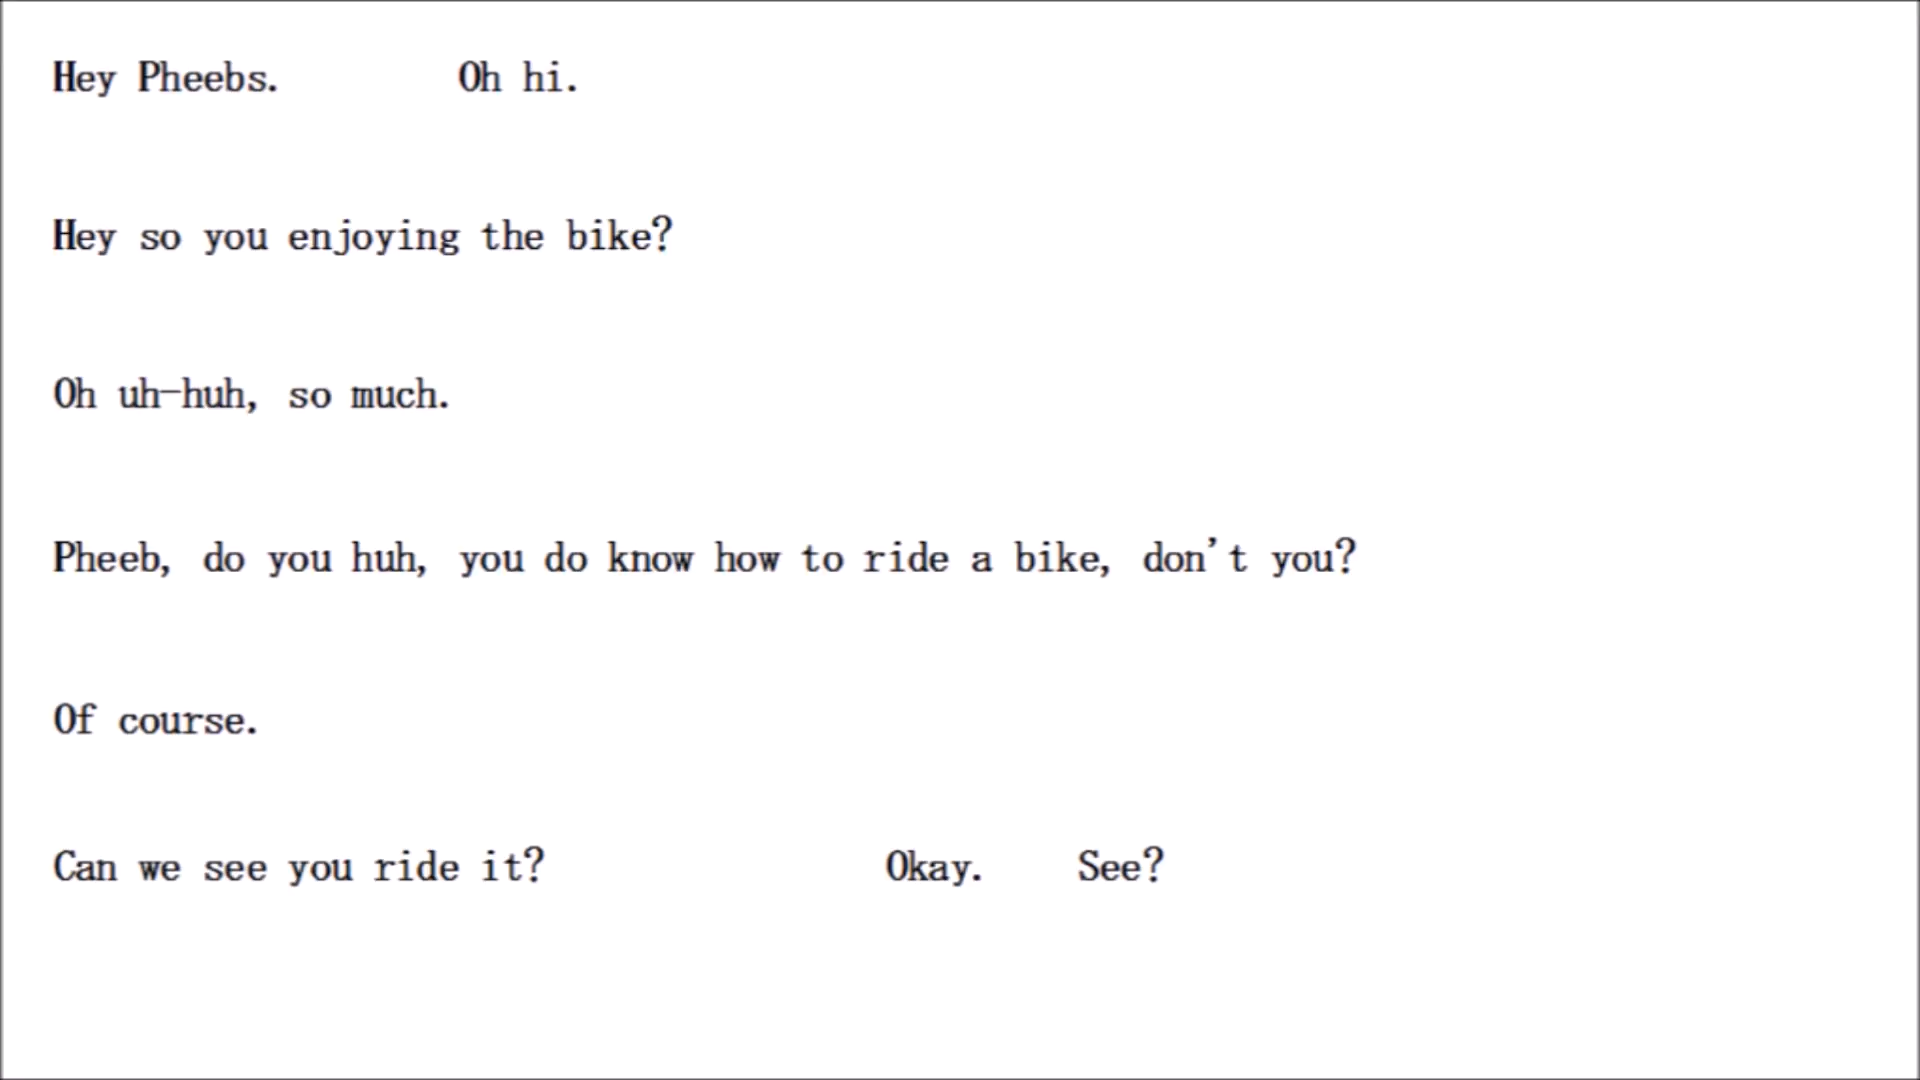 Hey Pheebs. Oh hi.
Hey so you enjoying the bike?
Oh uh-huh, so much.
Pheeb, do you huh, you do know how to ride a bike, don't you?
Of course.
Can we see you ride it? Okay. See?